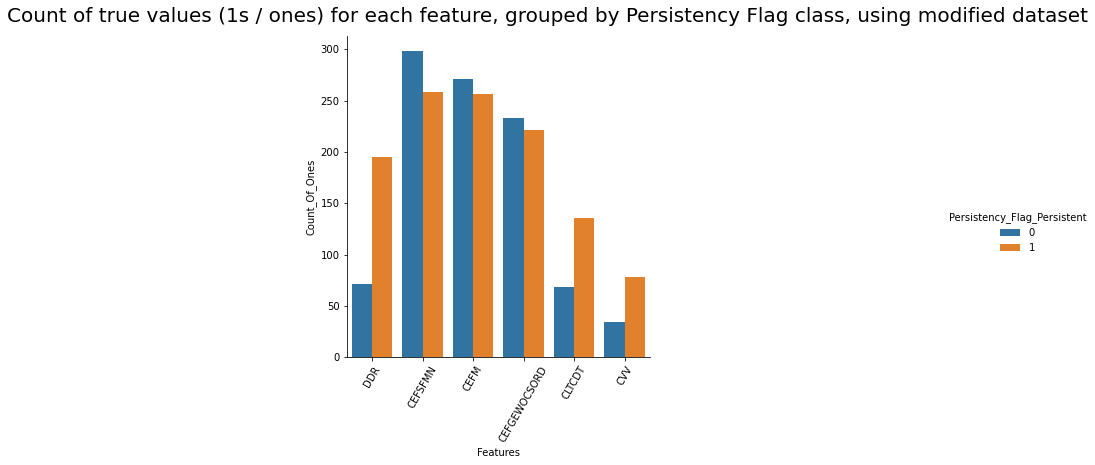 Count of true values (1s / ones) for each feature, grouped by Persistency Flag class, using modified dataset
300
250
200
150
100
50
0
Count_Of_Ones
DDR
CEFSFMN
CEFM
CEFGEWOCSORD
CLTCDT
CVV
Features
Persistency_Flag_Persistent
0
1